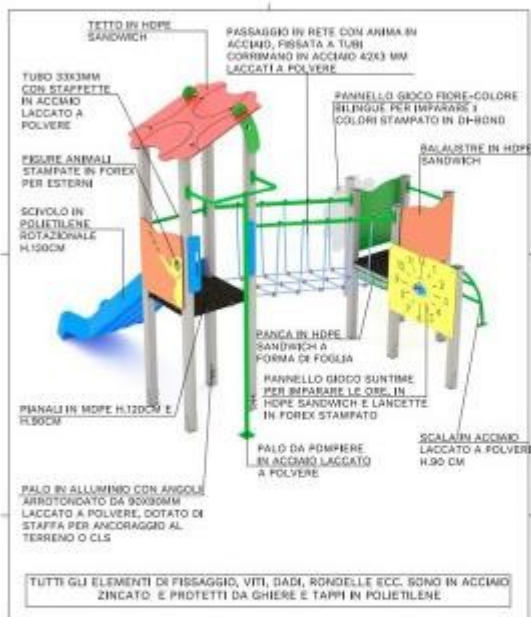 TETTO IN HDPE
SANDWICH
PASSAGGIO IN RETE CON ANIMA IN
ACCIAIO, FISSATA A TUBI
CORRIMANO IN ACCIAIO 42X3 MM
LACCATI A POLVERE
TUBO 33X3MM
CON STAFFETTE
IN ACCIAIO
LACCATO A
POLVERE
PANNELLO GIOCO FIORE-COLORE
BILINGUE PER IMPARARE I
COLORI STAMPATO IN DI-BOND
BALAUSTRE IN HDPE
SANDWICH
FIGURE ANIMALI
STAMPATE IN FOREX
PER ESTERNI
SCIVOLO IN
POLIETILENE
ROTAZIONALE
H.120CM
PANCA IN HDPE
SANDWICH A
FORMA DI FOGLIA
PANNELLO GIOCO SUNTIME
PER IMPARARE LE ORE, IN
HDPE SANDWICH E LANCETTE
IN FOREX STAMPATO
PIANALI IN MDPE H.120CM E
H.90CM
PALO DA POMPIERE
IN ACCIAIO LACCATO
A POLVERE
SCALA IN ACCIAIO
LACCATO A POLVERE
H.90 CM
PALO IN ALLUMINIO CON ANGOLI
ARROTONDATO DA 90X90MM
LACCATO A POLVERE, DOTATO DI
STAFFA PER ANCORAGGIO AL
TERRENO O CLS
TUTTI GLI ELEMENTI DI FISSAGGIO, VITI, DADI, RONDELLE ECC. SONO IN ACCIAIO
ZINCATO E PROTETTI DA GHIERE E TAPPI IN POLIETILENE